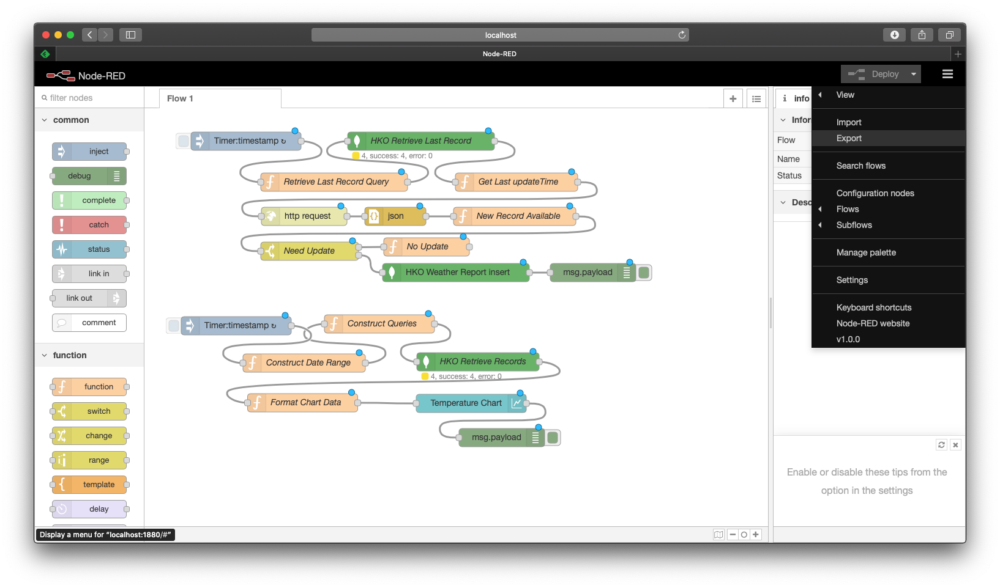 localhost
Node-RED
Node-RED
Deploy
filter nodes
common
inject
debug
complete
catch
status
link in
link out
comment
function
function
switch
change
range
template
delay
Display a menu for “localhost:1880/#”
Flow 1
Timer:timestamp ↻
HKO Retrieve Last Record
4, success: 4, error: 0
Retrieve Last Record Query
Get Last updateTime
http request
json
New Record Available
Need Update
No Update
HKO Weather Report insert
msg.payload
Timer:timestamp ↻
Construct Queries
Construct Date Range
HKO Retrieve Records
4, success: 4, error: 0
Format Chart Data
Temperature Chart
msg.payload
info
Infor
Flow
Name
Status
Desc
View
Import
Export
Search flows
Configuration nodes
Flows
Subflows
Manage palette
Settings
Keyboard shortcuts
Node-RED website
v1.0.0
Enable or disable these tips from the
option in the settings